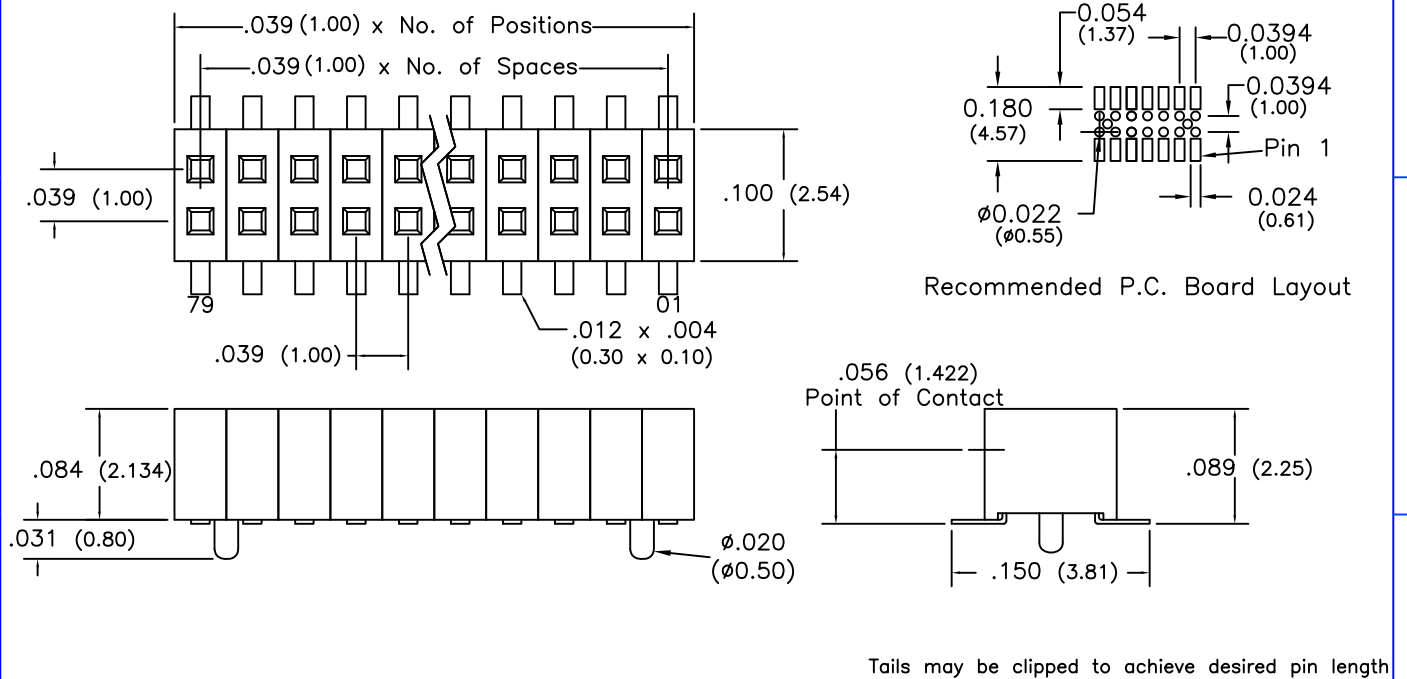 .039 (1.00) x No. of Positions
.039 (1.00) x No. of Spaces
.039 (1.00)
.100 (2.54)
79
01
.012 x .004
(0.30 x 0.10)
.039 (1.00)
0.054
(1.37)
0.0394
(1.00)
0.180
(4.57)
0.0394
(1.00)
Pin 1
0.024
(0.61)
ø0.022
(ø0.55)
Recommended P.C. Board Layout
.084 (2.134)
.031 (0.80)
ø.020
(ø0.50)
.056 (1.422)
Point of Contact
.089 (2.25)
.150 (3.81)
Tails may be clipped to achieve desired pin length